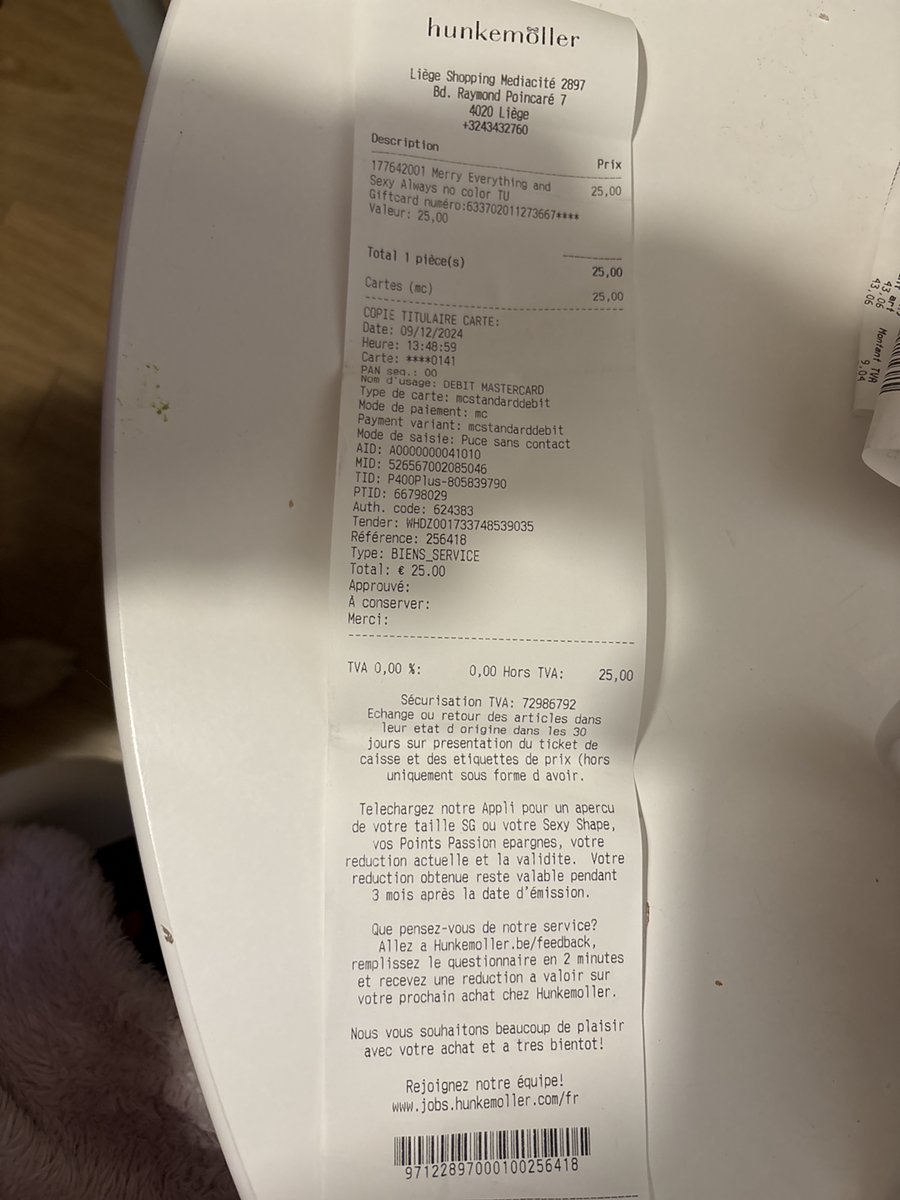 hunkemöller
Liège Shopping Mediacité 2897
Bd. Raymond Poincaré 7
4020 Liège
+3243432760
Description Prix
177642001 Merry Everything and 25,00
Sexy Always no color TU
Giftcard numéro:633702011273667****
Valeur: 25,00
Total 1 pièce(s) 25,00
Cartes (mc) 25,00
COPIE TITULAIRE CARTE:
Date: 09/12/2024
Heure: 13:48:59
Carte: ****0141
PAN seq.: 00
Nom d'usage: DEBIT MASTERCARD
Type de carte: mcstandarddebit
Mode de paiement: mc
Payment variant: mcstandarddebit
Mode de saisie: Puce sans contact
AID: A0000000041010
MID: 526567002085046
TID: P400Plus-805839790
PTID: 66798029
Auth. code: 624383
Tender: WHDZ001733748539035
Référence: 256418
Type: BIENS_SERVICE
Total: € 25.00
Approuvé:
A conserver:
Merci:
TVA 0,00 %: 0,00 Hors TVA: 25,00
Sécurisation TVA: 72986792
Echange ou retour des articles dans
leur etat d origine dans les 30
jours sur presentation du ticket de
caisse et des etiquettes de prix (hors
uniquement sous forme d avoir.
Telechargez notre Appli pour un apercu
de votre taille SG ou votre Sexy Shape,
vos Points Passion epargnes, votre
reduction actuelle et la validite. Votre
reduction obtenue reste valable pendant
3 mois après la date d'émission.
Que pensez-vous de notre service?
Allez a Hunkemoller.be/feedback,
remplissez le questionnaire en 2 minutes
et recevez une reduction a valoir sur
votre prochain achat chez Hunkemoller.
Nous vous souhaitons beaucoup de plaisir
avec votre achat et a tres bientot!
Rejoignez notre équipe!
www.jobs.hunkemoller.com/fr
97122897000100256418
43,06
43,06
Montant TVA
9,04